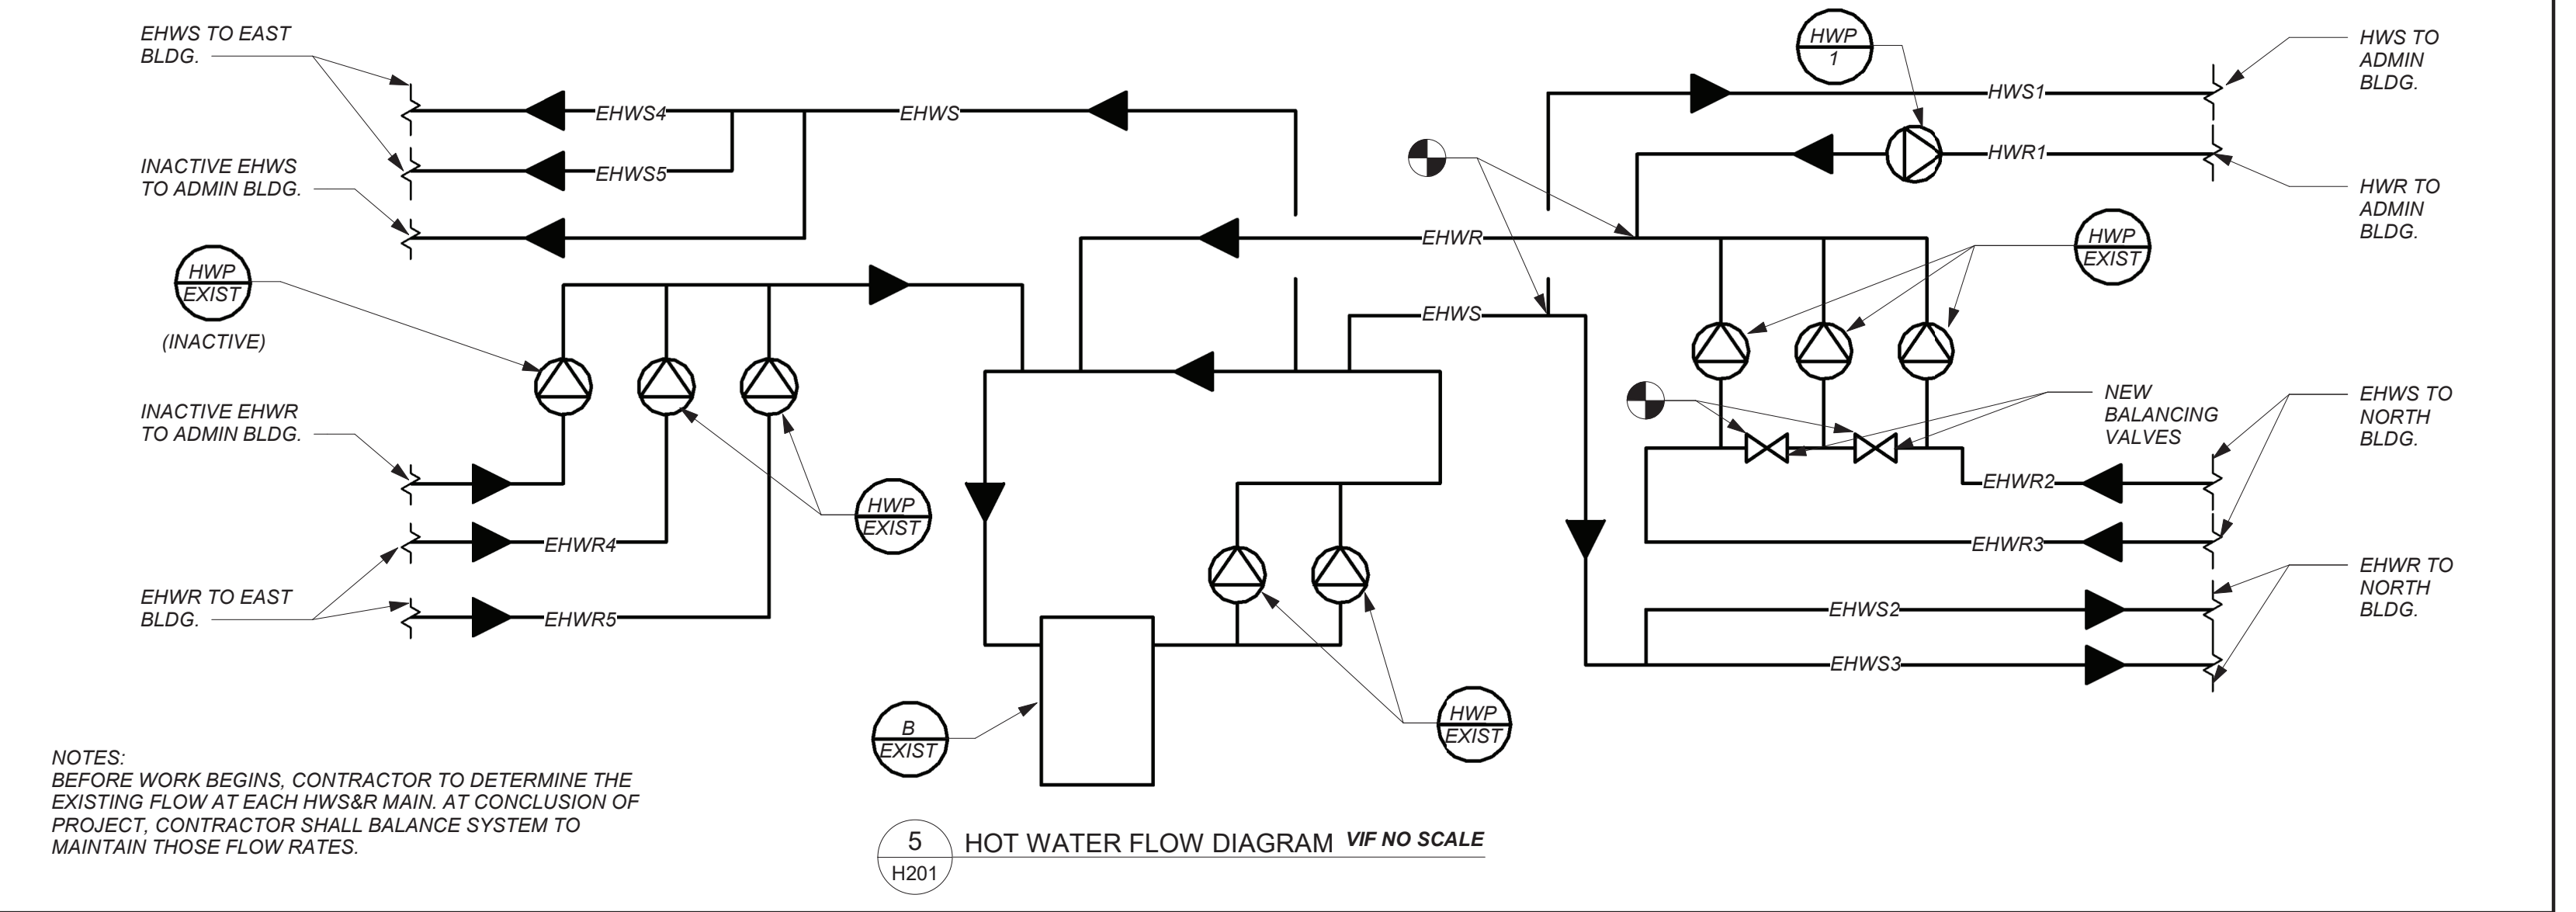 EHWS TO EAST
BLDG.
INACTIVE EHWS
TO ADMIN BLDG.
HWP
EXIST
(INACTIVE)
INACTIVE EHWR
TO ADMIN BLDG.
EHWR TO EAST
BLDG.
EHWS4
EHWS5
EHWS
EHWR4
EHWR5
HWP
EXIST
B
EXIST
HWP
EXIST
EHWR
EHWS
HWP
1
HWS1
HWR1
HWS TO
ADMIN
BLDG.
HWR TO
ADMIN
BLDG.
HWP
EXIST
NEW
BALANCING
VALVES
EHWS TO
NORTH
BLDG.
EHWR2
EHWR3
EHWR TO
NORTH
BLDG.
EHWS2
EHWS3
NOTES:
BEFORE WORK BEGINS, CONTRACTOR TO DETERMINE THE
EXISTING FLOW AT EACH HWS&R MAIN. AT CONCLUSION OF
PROJECT, CONTRACTOR SHALL BALANCE SYSTEM TO
MAINTAIN THOSE FLOW RATES.
5
H201
HOT WATER FLOW DIAGRAM VIF NO SCALE